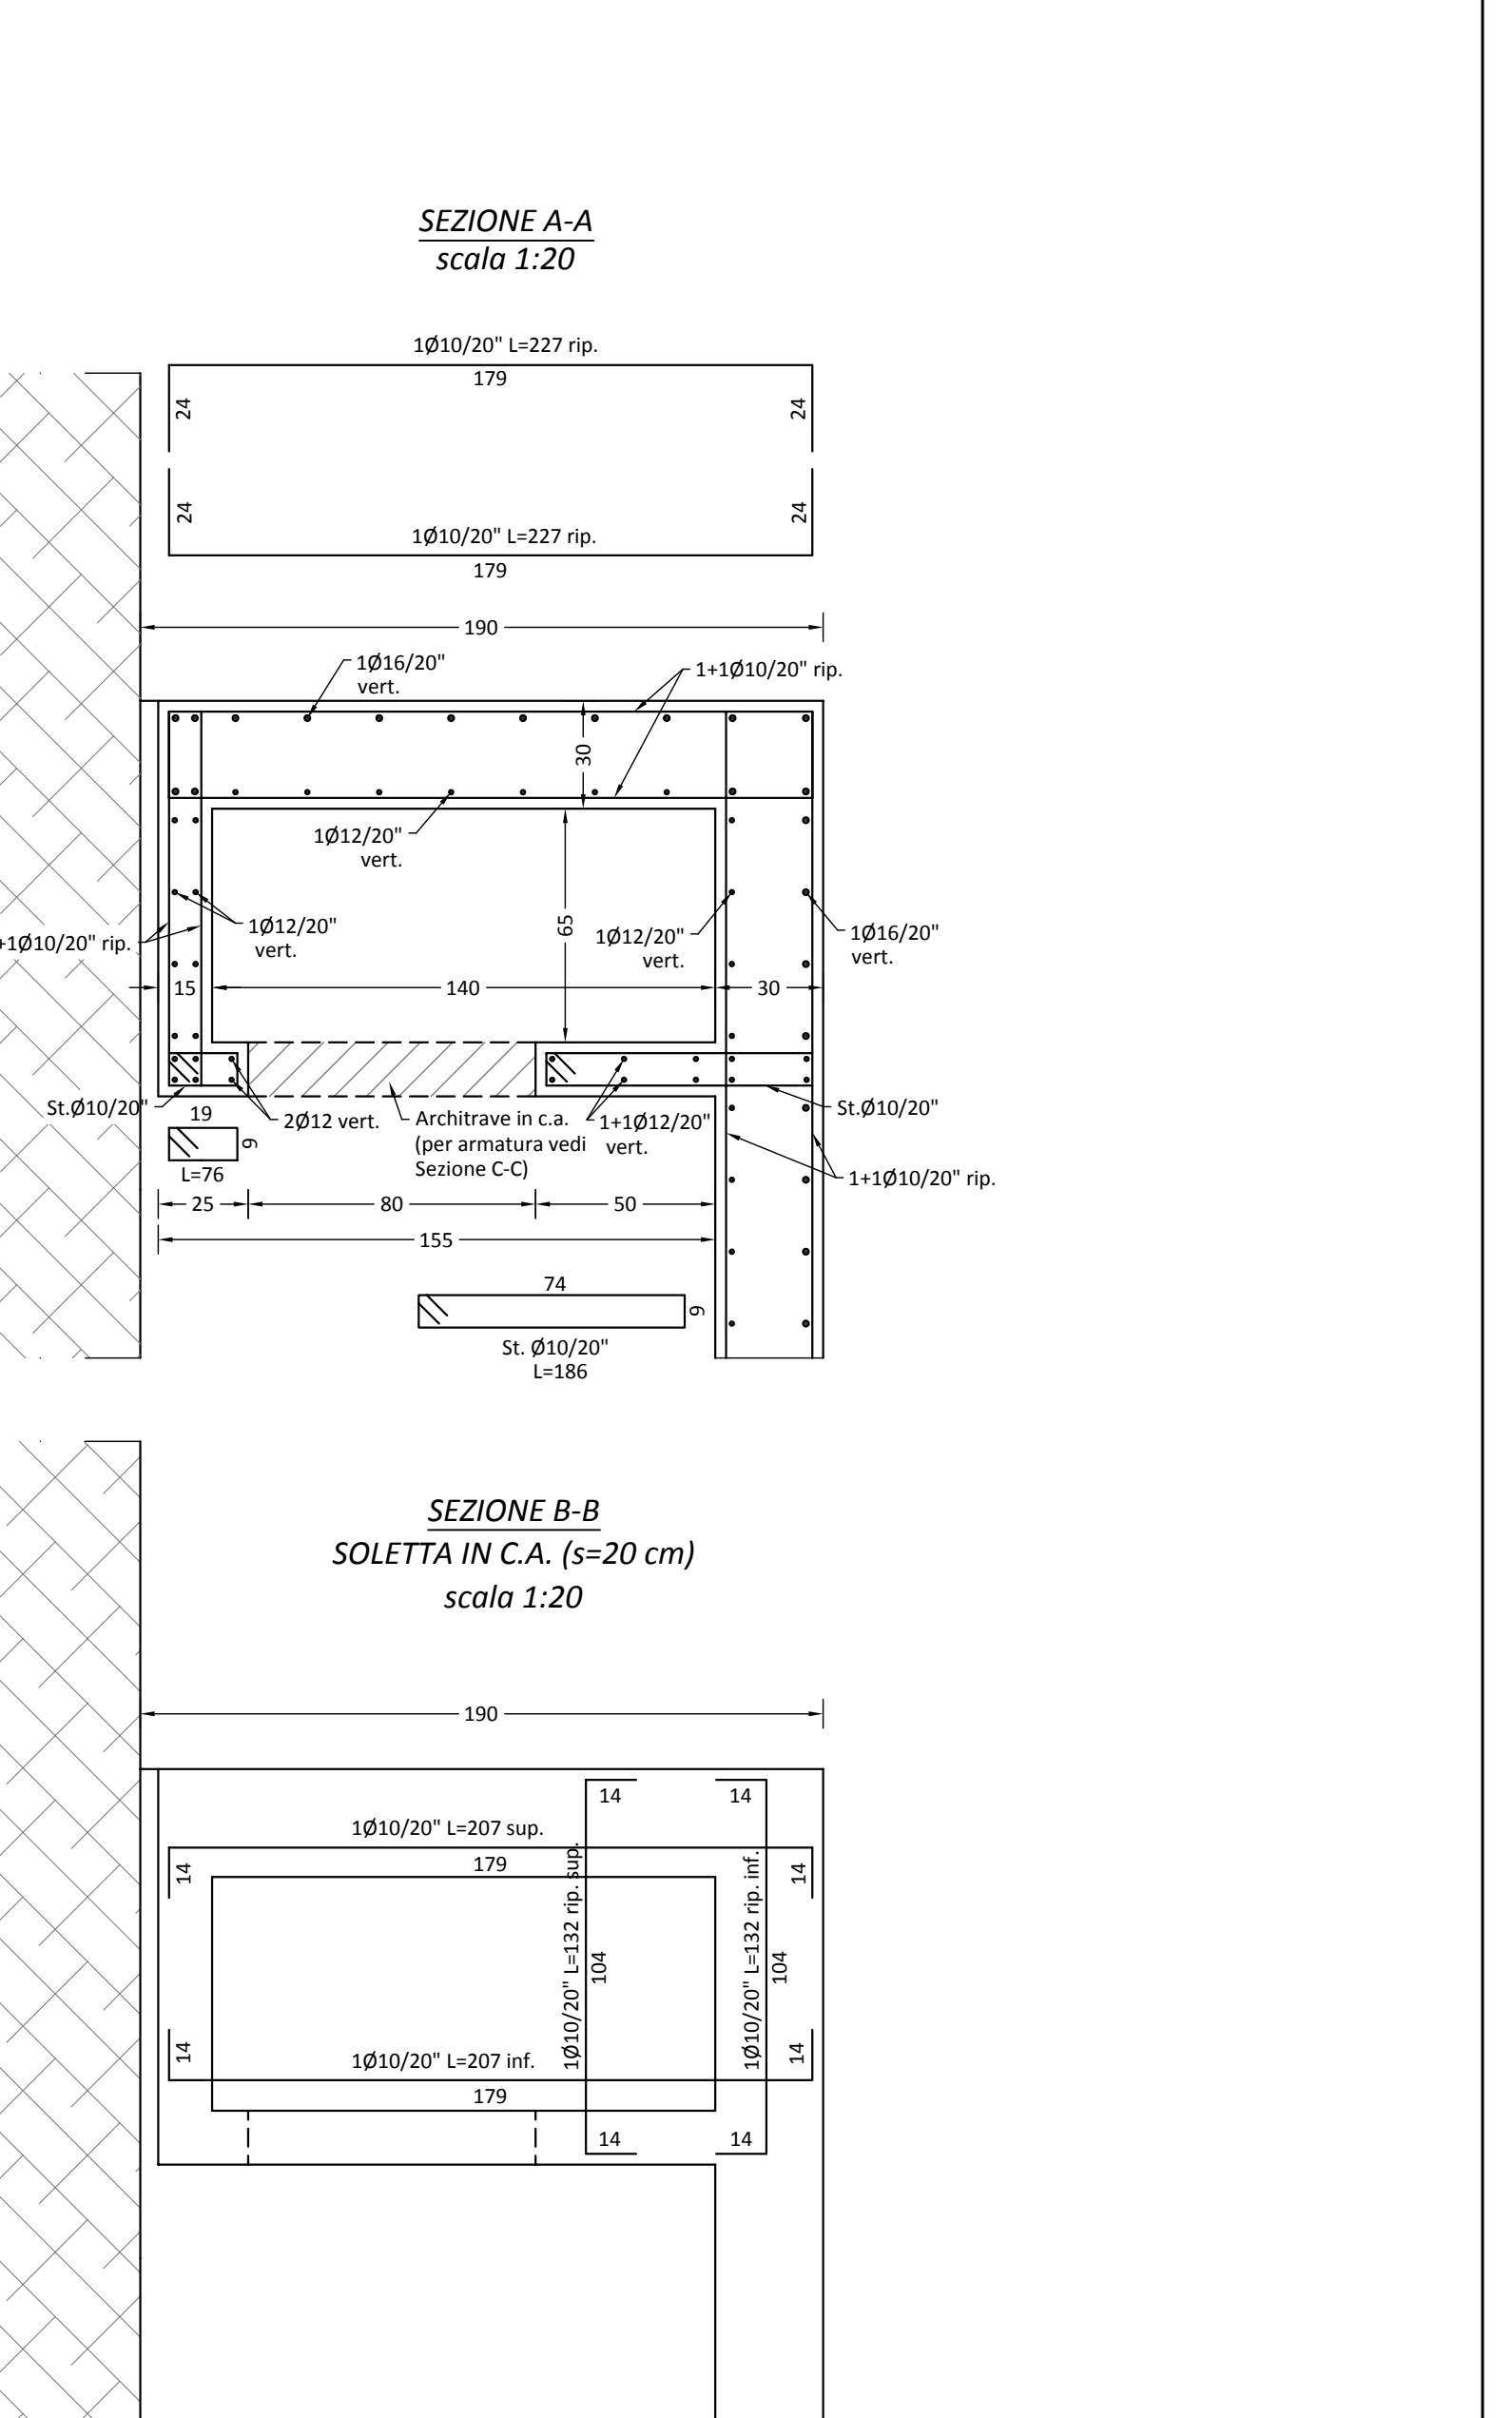 SEZIONE A-A
scala 1:20
1Ø10/20" L=227 rip.
179
24
24
24
24
1Ø10/20" L=227 rip.
179
190
1Ø16/20"
vert.
1+1Ø10/20" rip.
30
1Ø12/20"
vert.
65
1Ø12/20"
vert.
1Ø12/20"
vert.
1Ø16/20"
vert.
+1Ø10/20" rip.
15
140
30
St.Ø10/20"
19
9
L=76
2Ø12 vert.
Architrave in c.a.
(per armatura vedi
Sezione C-C)
1+1Ø12/20"
vert.
St.Ø10/20"
1+1Ø10/20" rip.
25
80
50
155
74
9
St. Ø10/20"
L=186
SEZIONE B-B
SOLETTA IN C.A. (s=20 cm)
scala 1:20
190
14
14
1Ø10/20" L=207 sup.
179
14
14
1Ø10/20" L=132 rip. sup.
104
1Ø10/20" L=132 rip. inf.
104
14
14
1Ø10/20" L=207 inf.
179
14
14